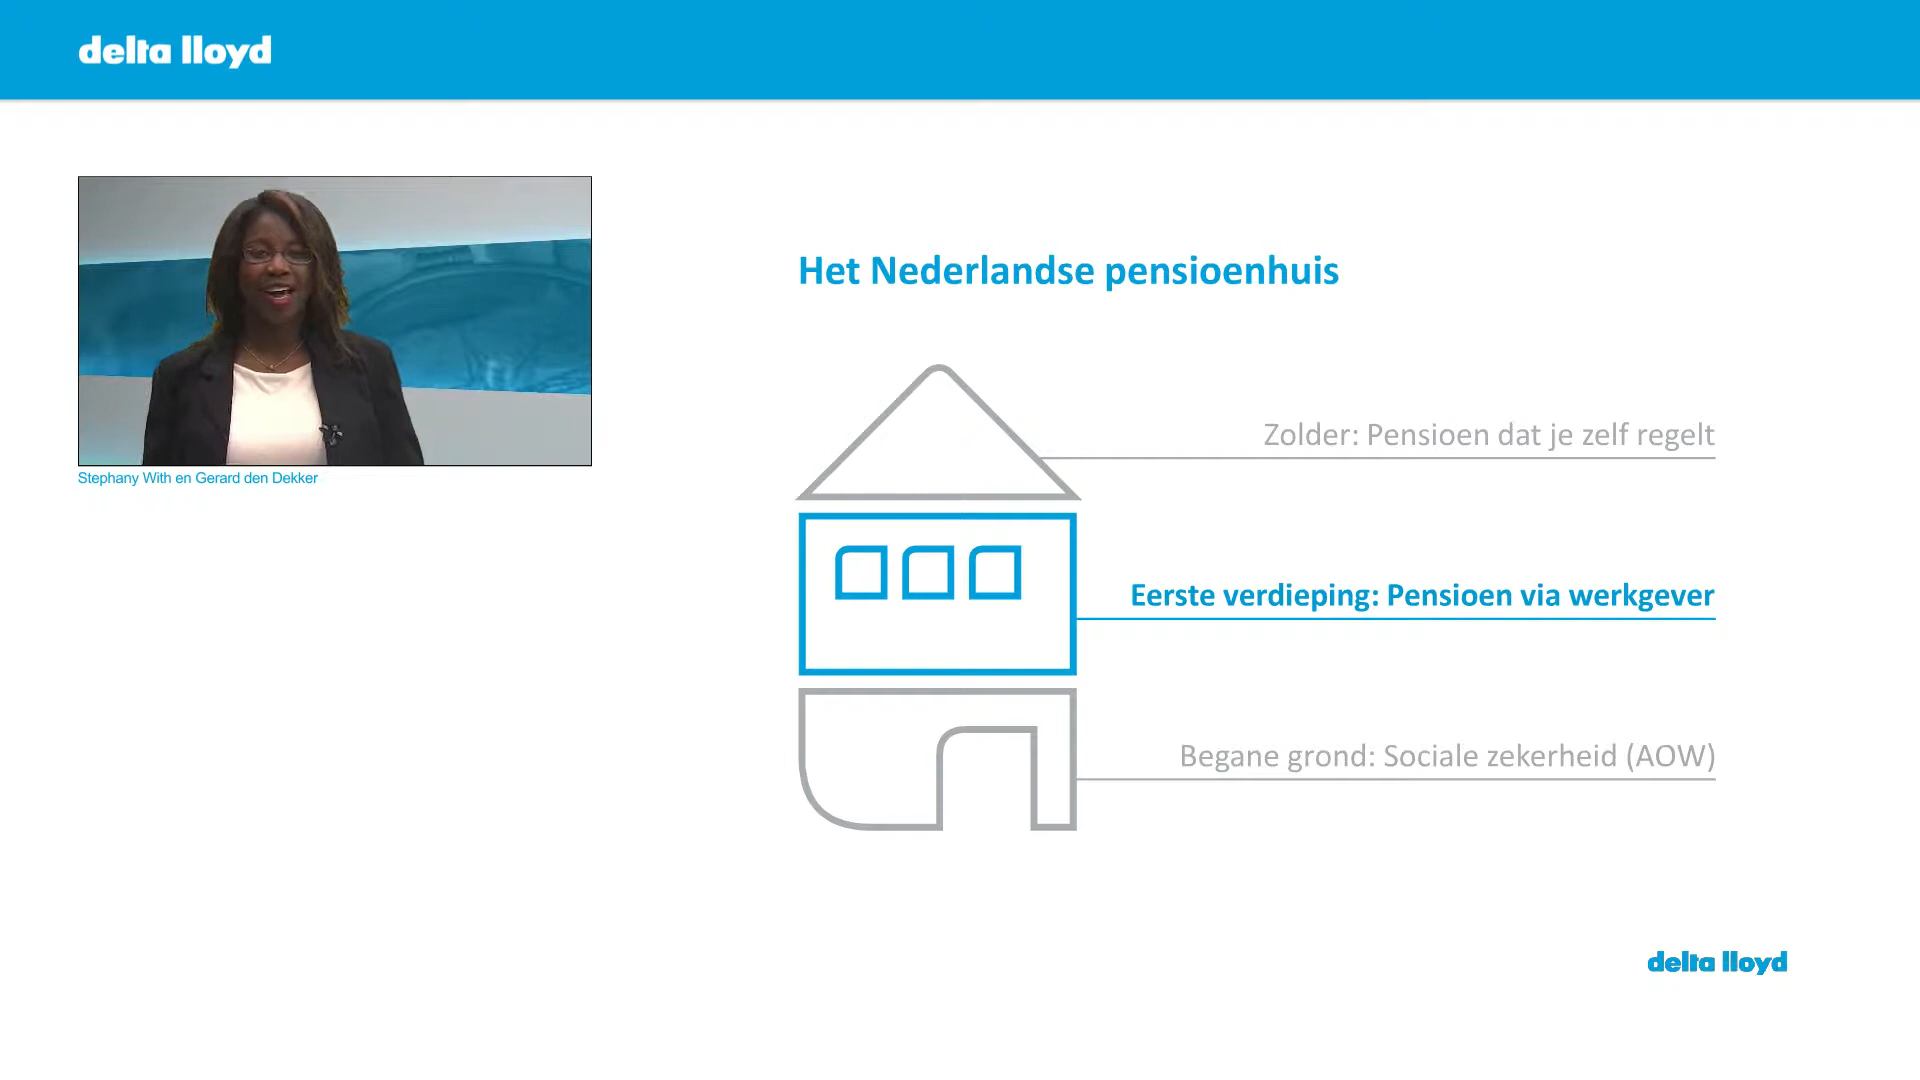 delta lloyd
Stephany With en Gerard den Dekker
Het Nederlandse pensioenhuis
Zolder: Pensioen dat je zelf regelt
Eerste verdieping: Pensioen via werkgever
Begane grond: Sociale zekerheid (AOW)
delta lloyd